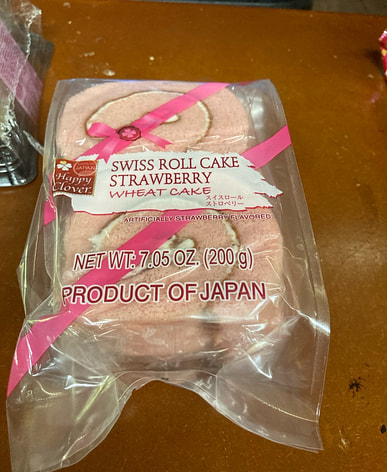 JAPAN
Happy
Clover
SWISS ROLL CAKE
STRAWBERRY
WHEAT CAKE
スイスロール
ストロベリー
ARTIFICIALLY STRAWBERRY FLAVORED
NET WT: 7.05 OZ. (200 g)
PRODUCT OF JAPAN